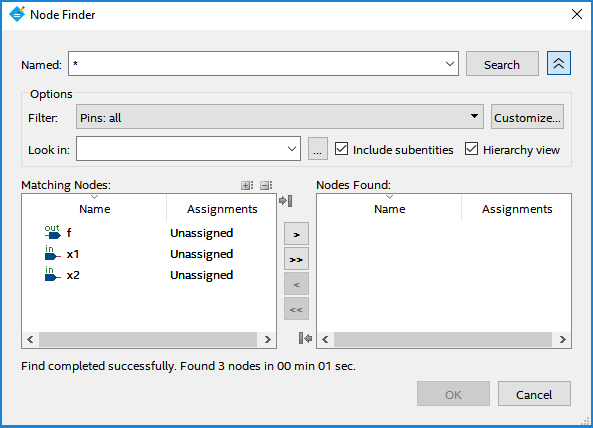 Node Finder
Named: * Search
Options
Filter: Pins: all Customize...
Look in: ... Include subentities Hierarchy view
Matching Nodes: Nodes Found:
Name Assignments Name Assignments
out f Unassigned
in x1 Unassigned
in x2 Unassigned
>
>>
<
<<
Find completed successfully. Found 3 nodes in 00 min 01 sec.
OK Cancel